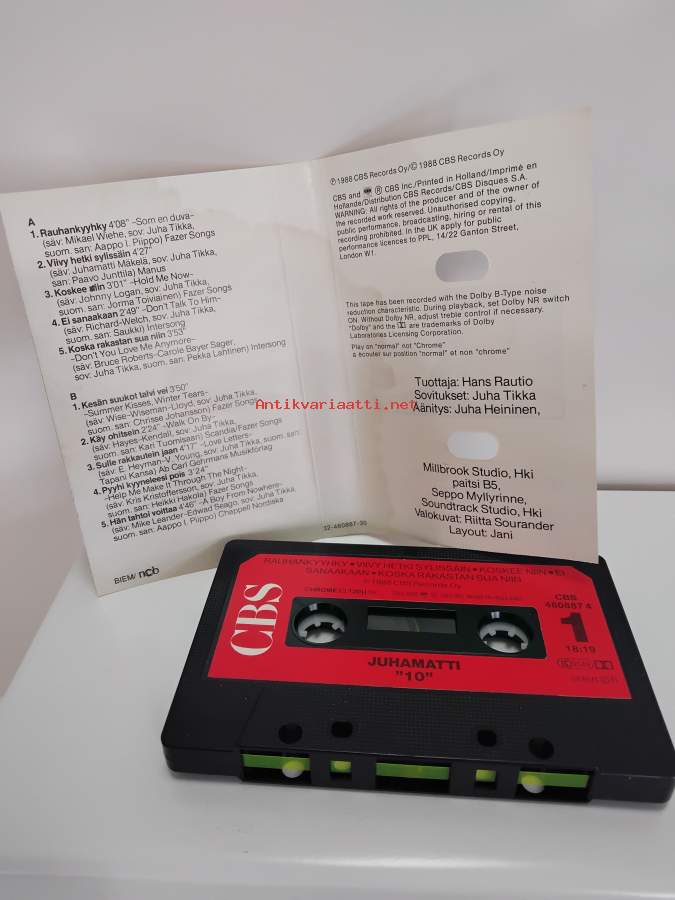 A
1. Rauhankyyhky 4'08" –Som en duva–
(säv: Mikael Wiehe, sov: Juha Tikka,
suom. san: Aappo I. Piippo) Fazer Songs
2. Viivy hetki sylissäin 4'27"
(säv: Juhamatti Mäkelä, sov: Juha Tikka,
san: Paavo Junttila) Manus
3. Koskee niin 3'01" –Hold Me Now–
(säv: Johnny Logan, sov: Juha Tikka,
suom. san: Jorma Toiviainen) Fazer Songs
4. Ei sanaakaan 2'49" –Don't Talk To Him–
(säv: Richard-Welch, sov: Juha Tikka,
suom. san: Saukki) Intersong
5. Koska rakastan sua niin 3'53"
–Don't You Love Me Anymore–
(säv: Bruce Roberts–Carole Bayer Sager,
sov: Juha Tikka, suom. san: Pekka Lahtinen) Intersong
B
1. Kesän suukot talvi vei 3'50"
–Summer Kisses, Winter Tears–
(säv: Wise–Wiseman–Lloyd, sov: Juha Tikka,
suom. san: Chrisse Johansson) Fazer Songs
2. Käy ohitsein 2'24" –Walk On By–
(säv: Hayes-Kendall, sov: Juha Tikka,
suom. san: Kari Tuomisaari) Scandia/Fazer Songs
3. Sulle rakkautein jaan 4'17" –Love Letters–
(säv: E. Heyman–V. Young, sov: Juha Tikka, suom. san:
Tapani Kansa) Ab Carl Gehrmans Musikförlag
4. Pyyhi kyyneleesi pois 3'24"
–Help Me Make It Through The Night–
(säv: Kris Kristoffersson, sov: Juha Tikka,
suom. san: Heikki Hakola) Fazer Songs
5. Hän tahtoi voittaa 4'46" –A Boy From Nowhere–
(säv: Mike Leander–Edward Seago, sov: Juha Tikka,
suom. san: Aappo I. Piippo) Chappell Nordiska
12-460887-30
BIEM/ ncb
℗ 1988 CBS Records Oy/© 1988 CBS Records Oy
CBS and ® CBS Inc./Printed in Holland/Imprimé en
Hollande/Distribution CBS Records/CBS Disques S.A.
WARNING: All rights of the producer and of the owner of
the recorded work reserved. Unauthorised copying,
public performance, broadcasting, hiring or rental of this
recording prohibited. In the UK apply for public
performance licences to PPL, 14/22 Ganton Street,
London W1.
This tape has been recorded with the Dolby B-Type noise
reduction characteristic. During playback, set Dolby NR switch
ON. Without Dolby NR, adjust treble control if necessary.
"Dolby" and the are trademarks of Dolby
Laboratories Licensing Corporation.
Play on "normal" not "Chrome"
à écouter sur position "normal" et non "chrome"
Tuottaja: Hans Rautio
Sovitukset: Juha Tikka
Äänitys: Juha Heininen,
Millbrook Studio, Hki
paitsi B5,
Seppo Myllyrinne,
Soundtrack Studio, Hki
Valokuvat: Riitta Sourander
Layout: Jani
Antikvariaatti.net
CBS
RAUHANKYYHKY • VIIVY HETKI SYLISSÄIN • KOSKEE NIIN • EI
SANAAKAAN • KOSKA RAKASTAN SUA NIIN
℗ 1988 CBS Records Oy
CBS
460887 4
1
18:19
JUHAMATTI
"10"